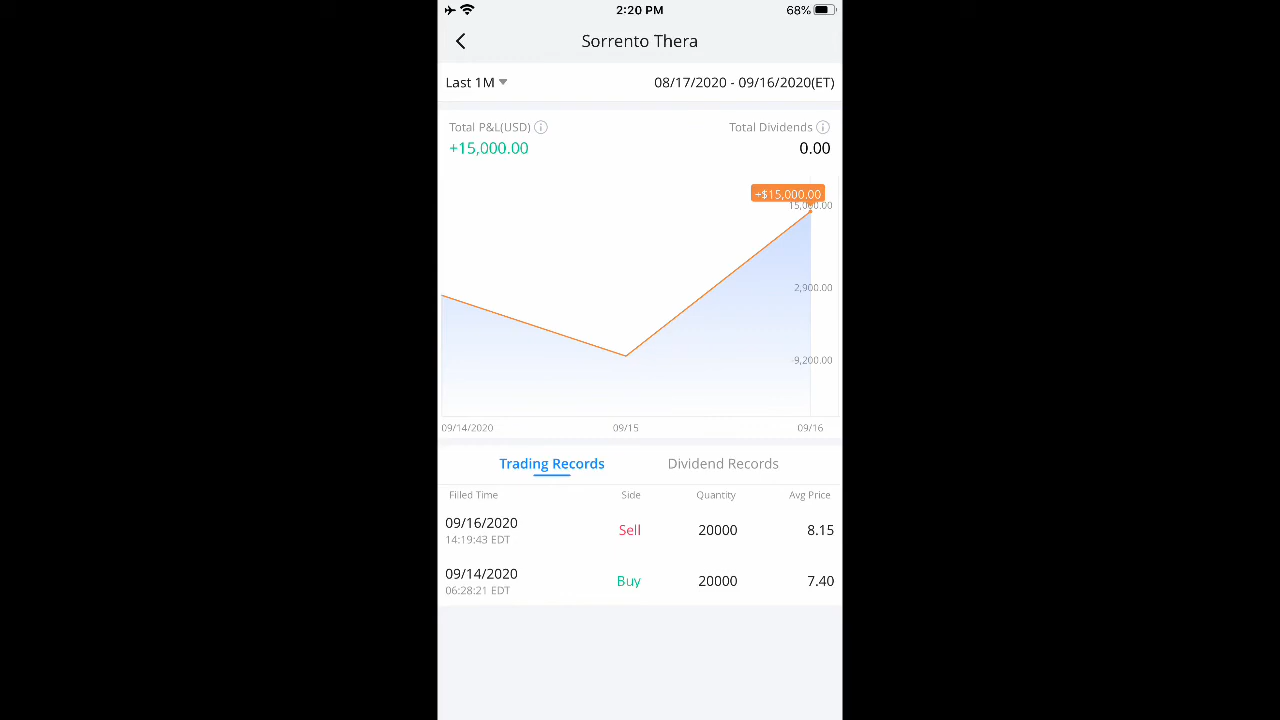 2:20 PM
68%
Sorrento Thera
Last 1M 08/17/2020 - 09/16/2020(ET)
Total P&L(USD) Total Dividends
+15,000.00 0.00
+$15,000.00
15,000.00
2,900.00
-9,200.00
09/14/2020 09/15 09/16
Trading Records Dividend Records
Filled Time Side Quantity Avg Price
09/16/2020 Sell 20000 8.15
14:19:43 EDT
09/14/2020 Buy 20000 7.40
06:28:21 EDT